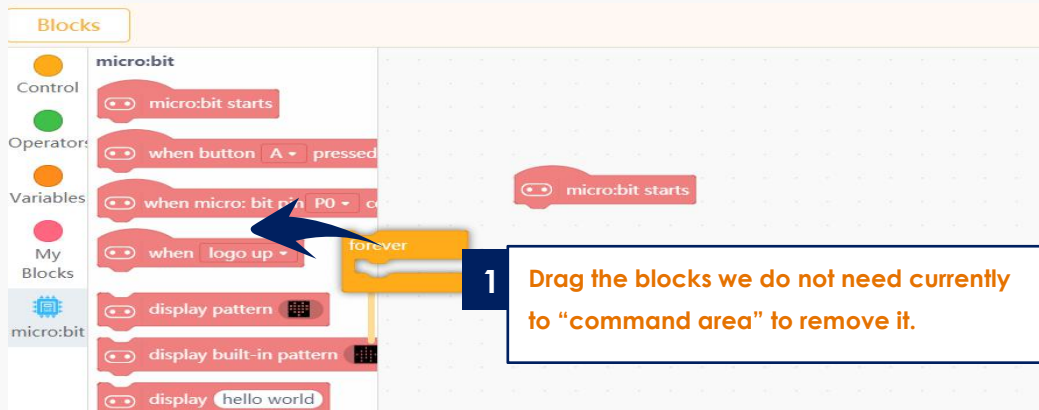 Blocks
Control
Operators
Variables
My
Blocks
micro:bit
micro:bit
micro:bit starts
when button A pressed
when micro: bit pin P0
when logo up
display pattern
display built-in pattern
display hello world
forever
micro:bit starts
1
Drag the blocks we do not need currently
to “command area” to remove it.